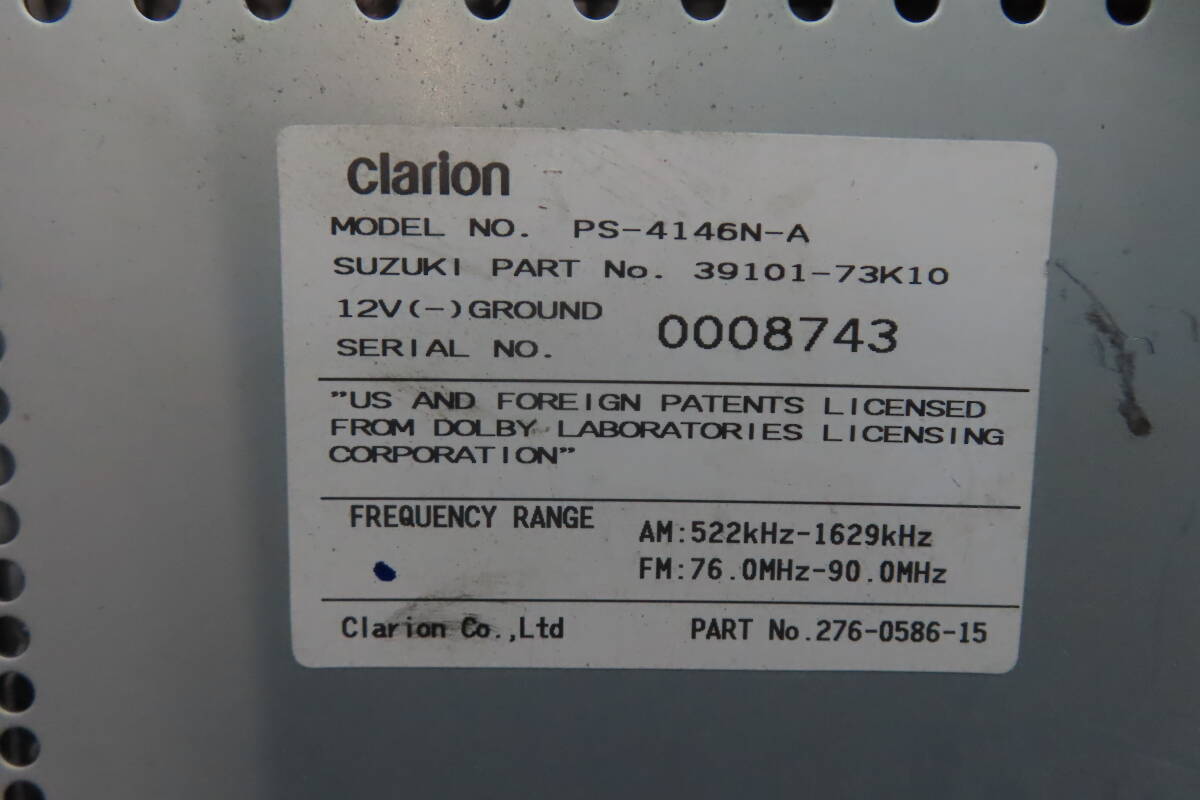 clarion
MODEL NO. PS-4146N-A
SUZUKI PART No. 39101-73K10
12V(-)GROUND
SERIAL NO. 0008743
"US AND FOREIGN PATENTS LICENSED
FROM DOLBY LABORATORIES LICENSING
CORPORATION"
FREQUENCY RANGE AM:522kHz-1629kHz
FM:76.0MHz-90.0MHz
Clarion Co.,Ltd PART No.276-0586-15